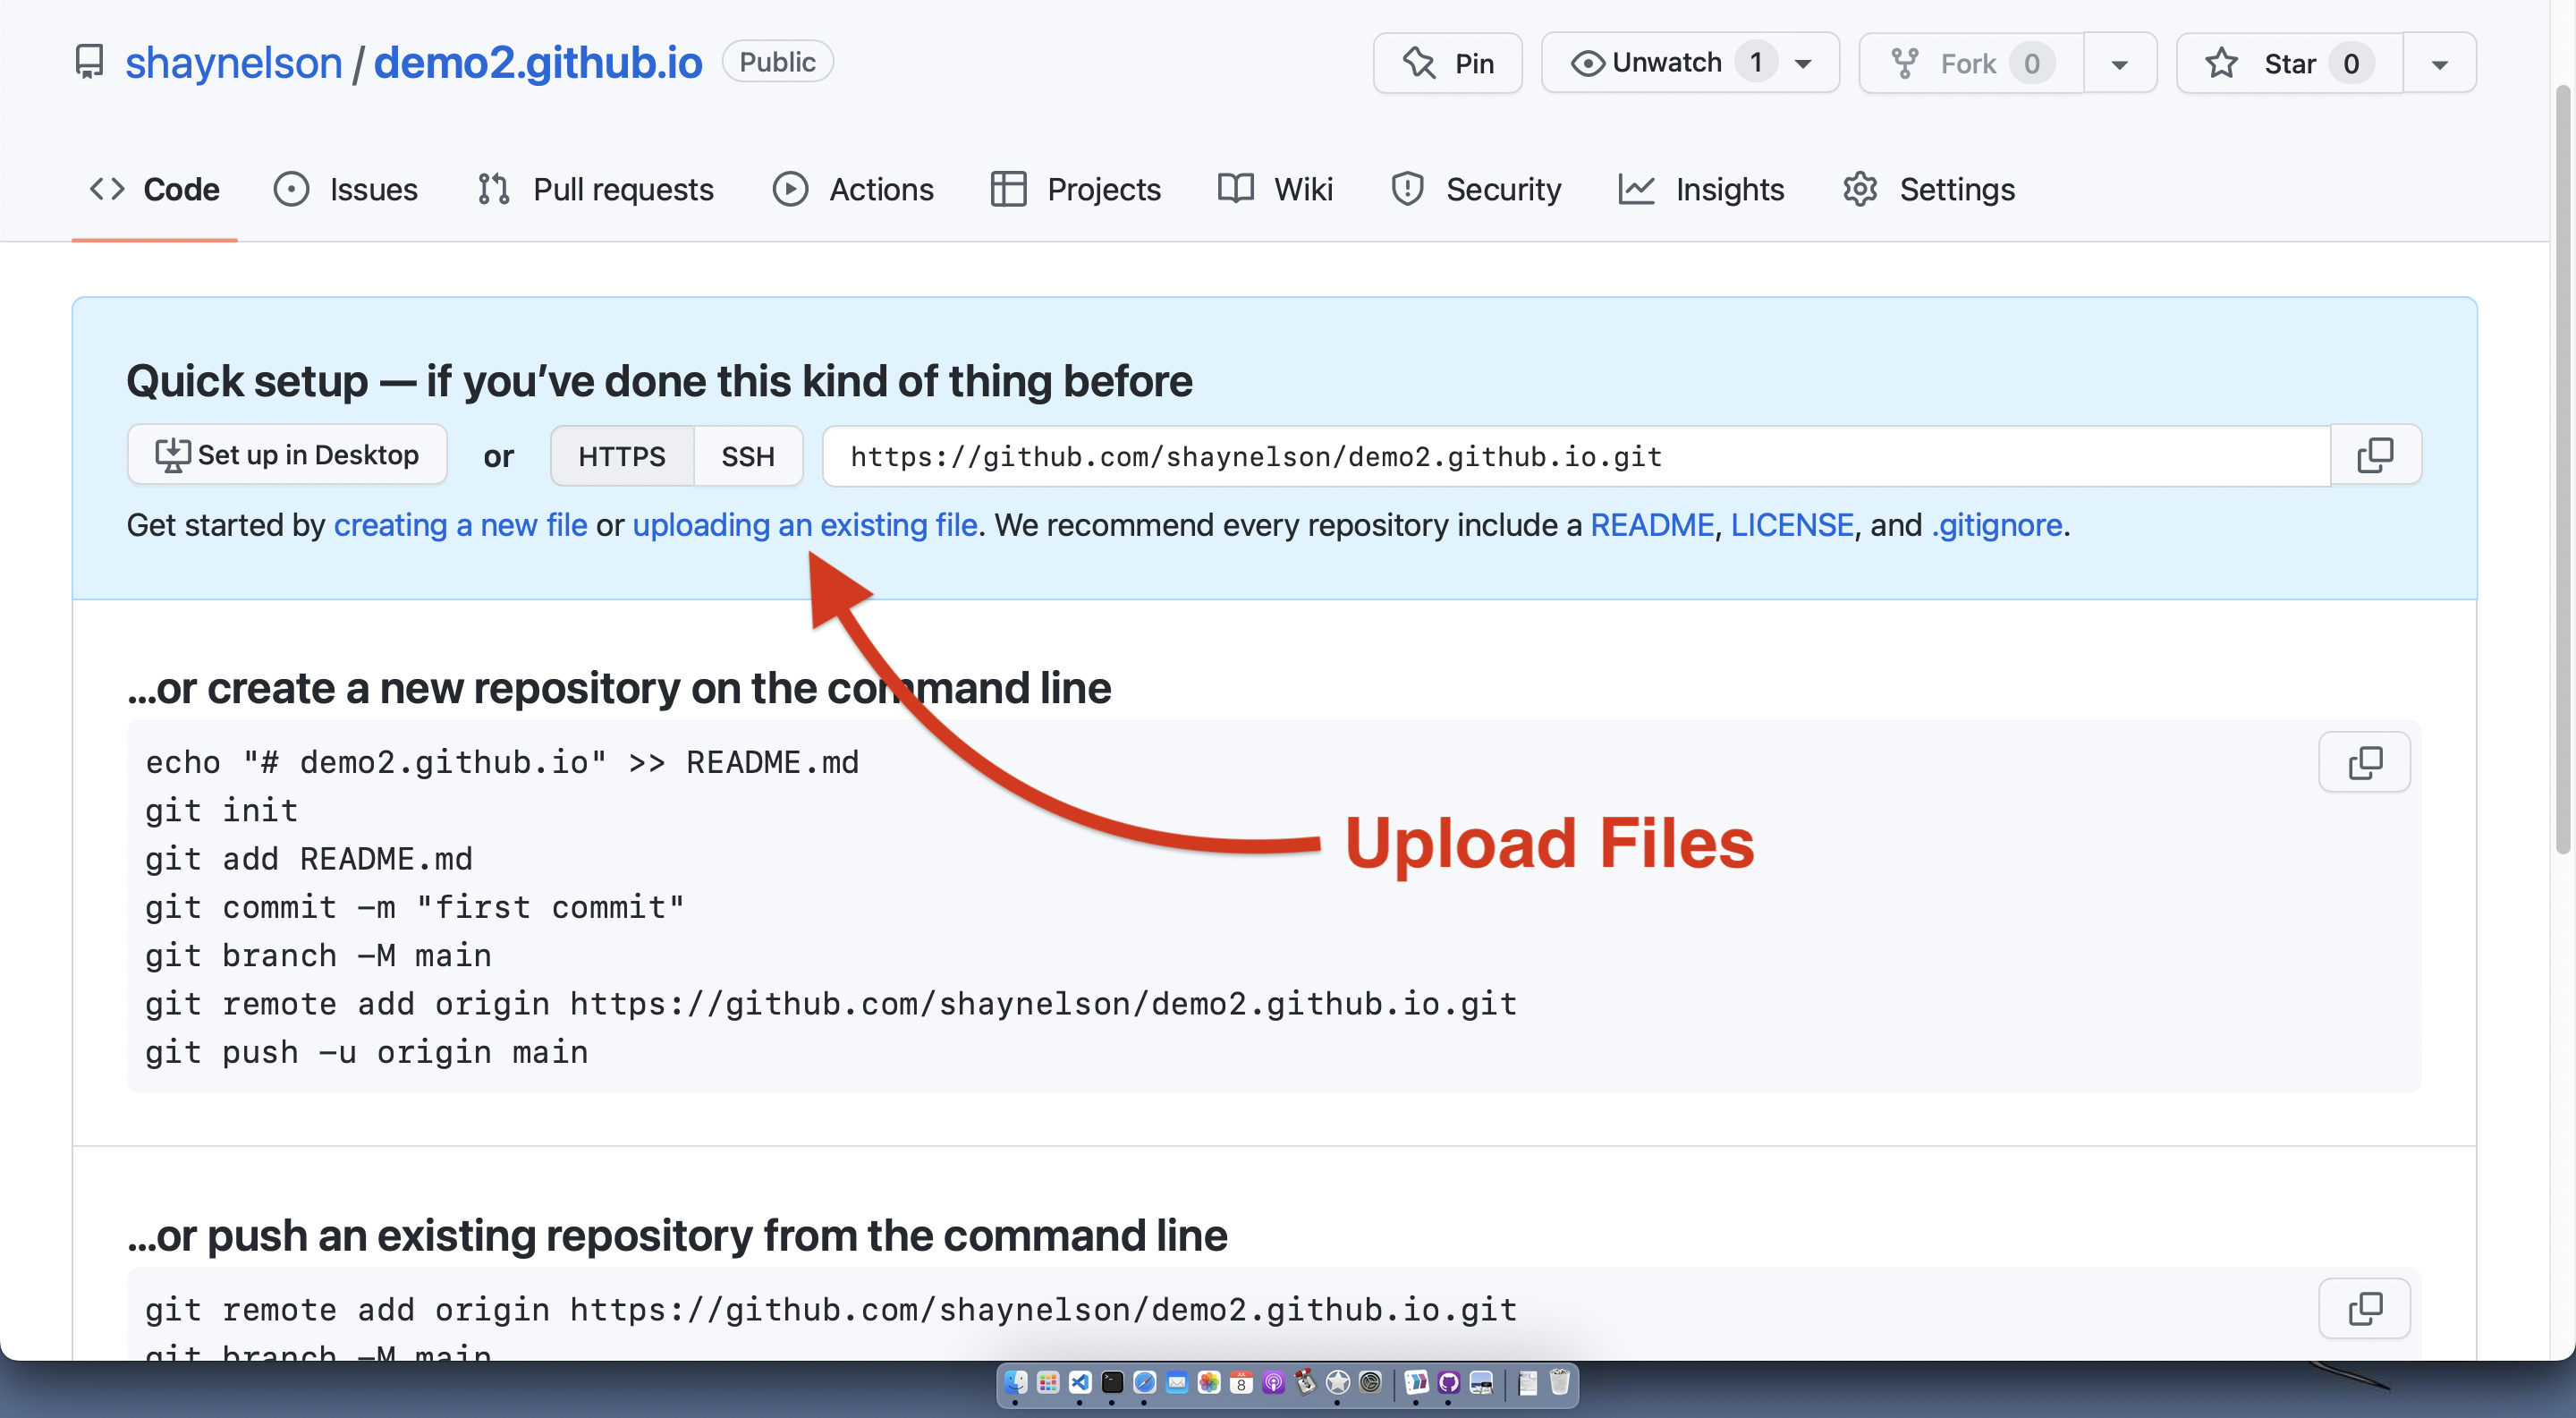 shaynelson / demo2.github.io Public
Pin Unwatch 1 Fork 0 Star 0
Code Issues Pull requests Actions Projects Wiki Security Insights Settings
Quick setup — if you’ve done this kind of thing before
Set up in Desktop or HTTPS SSH https://github.com/shaynelson/demo2.github.io.git
Get started by creating a new file or uploading an existing file. We recommend every repository include a README, LICENSE, and .gitignore.
…or create a new repository on the command line
echo "# demo2.github.io" >> README.md
git init
git add README.md
Upload Files
git commit -m "first commit"
git branch -M main
git remote add origin https://github.com/shaynelson/demo2.github.io.git
git push -u origin main
…or push an existing repository from the command line
git remote add origin https://github.com/shaynelson/demo2.github.io.git
git branch -M main
8